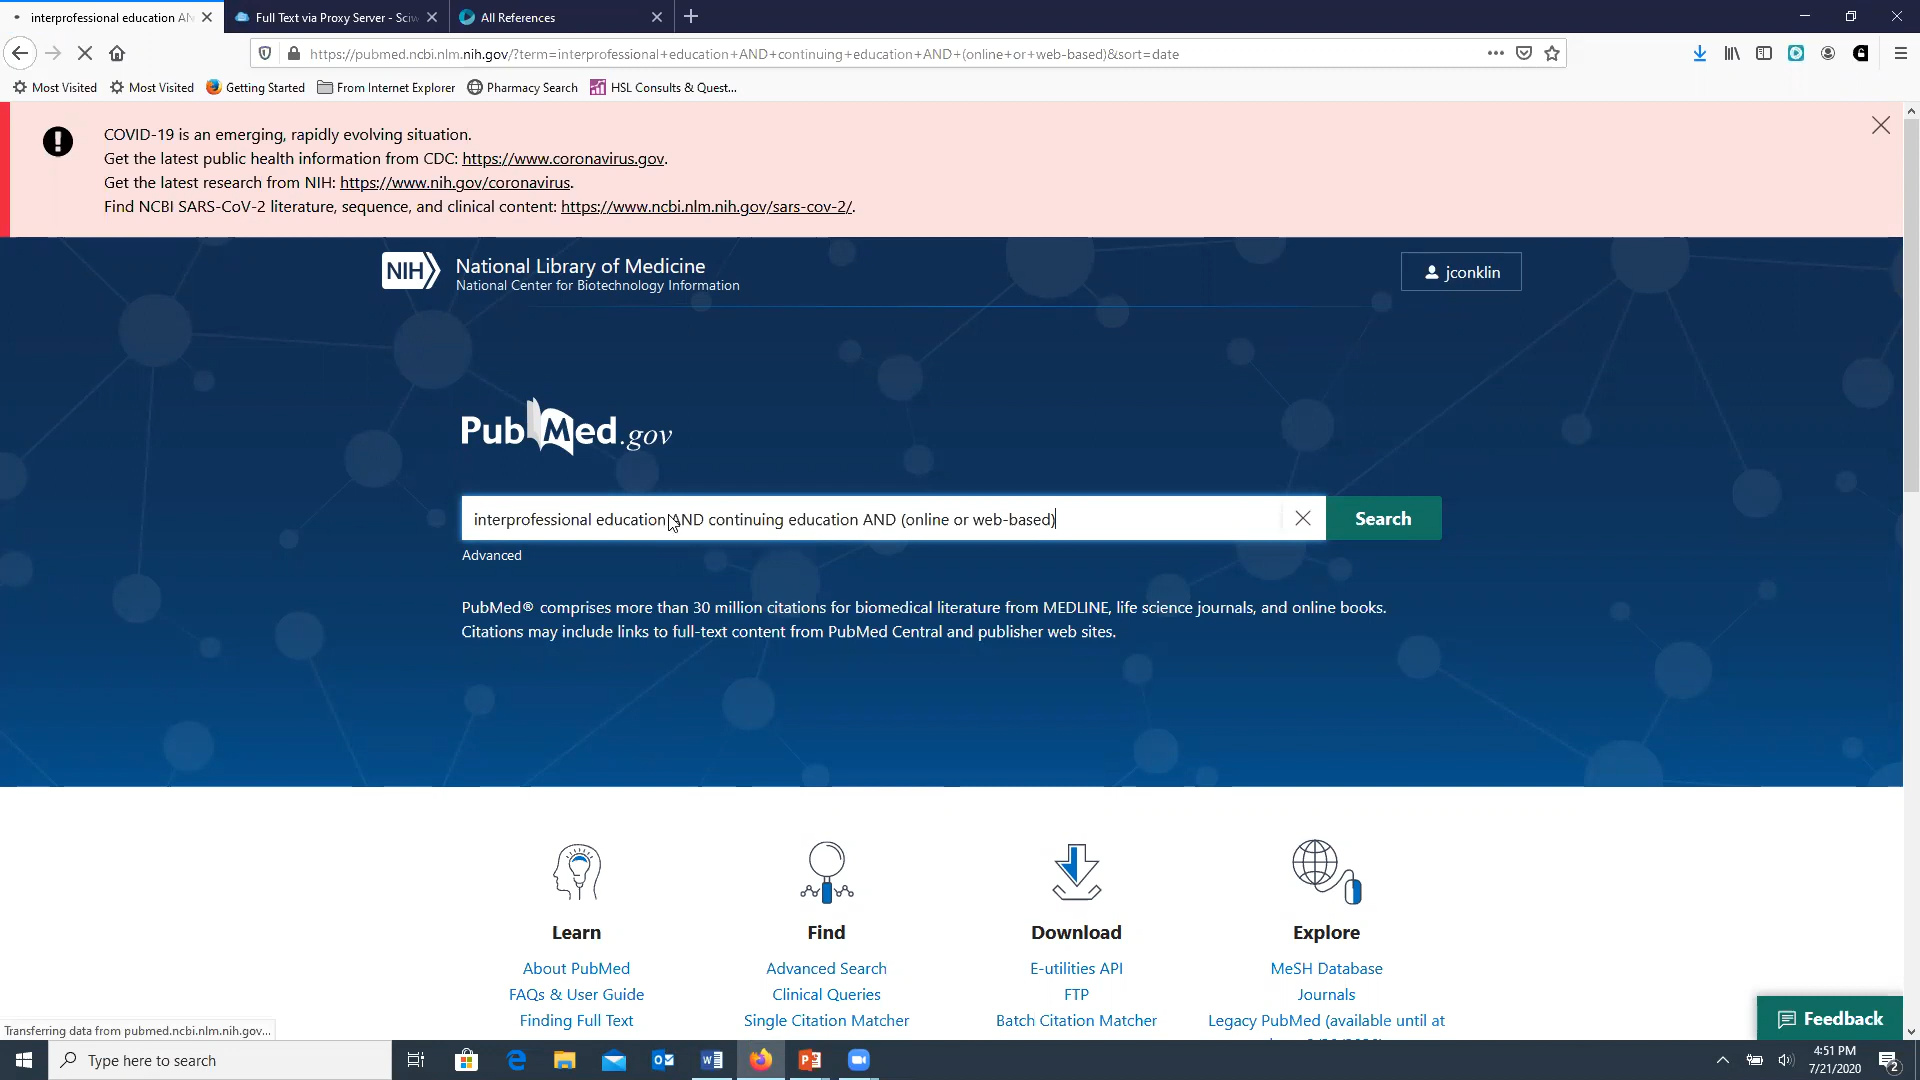 interprofessional education AN
Full Text via Proxy Server - Sciw
All References
https://pubmed.ncbi.nlm.nih.gov/?term=interprofessional+education+AND+continuing+education+AND+(online+or+web-based)&sort=date
Most Visited
Most Visited
Getting Started
From Internet Explorer
Pharmacy Search
HSL Consults & Quest...
COVID-19 is an emerging, rapidly evolving situation.
Get the latest public health information from CDC: https://www.coronavirus.gov.
Get the latest research from NIH: https://www.nih.gov/coronavirus.
Find NCBI SARS-CoV-2 literature, sequence, and clinical content: https://www.ncbi.nlm.nih.gov/sars-cov-2/.
NIH
National Library of Medicine
National Center for Biotechnology Information
jconklin
PubMed.gov
interprofessional education AND continuing education AND (online or web-based)
Search
Advanced
PubMed® comprises more than 30 million citations for biomedical literature from MEDLINE, life science journals, and online books.
Citations may include links to full-text content from PubMed Central and publisher web sites.
Learn
Find
Download
Explore
About PubMed
Advanced Search
E-utilities API
MeSH Database
FAQs & User Guide
Clinical Queries
FTP
Journals
Finding Full Text
Single Citation Matcher
Batch Citation Matcher
Legacy PubMed (available until at
Feedback
Transferring data from pubmed.ncbi.nlm.nih.gov...
Type here to search
4:51 PM
7/21/2020
2